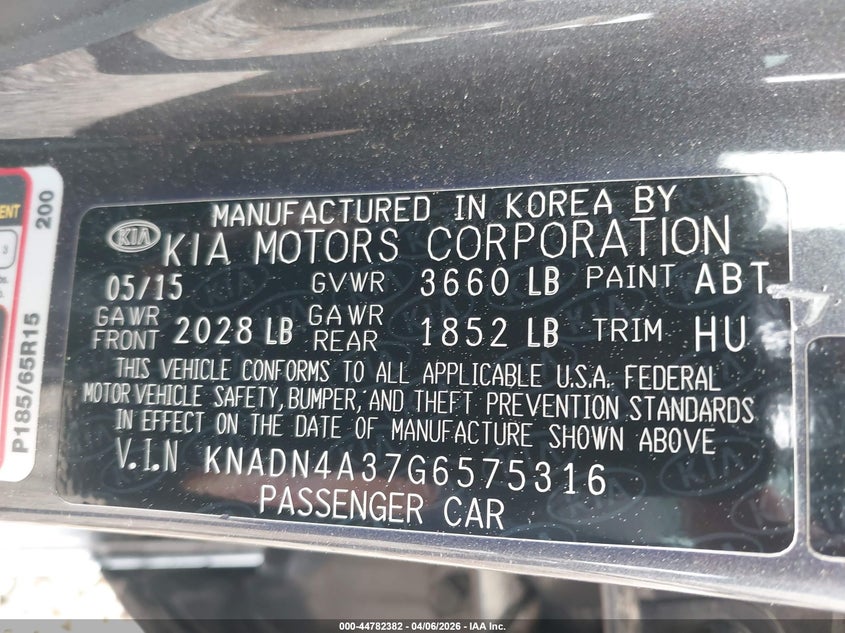 MANUFACTURED IN KOREA BY
KIA KIA MOTORS CORPORATION
05/15 GVWR 3660 LB PAINT ABT
GAWR FRONT 2028 LB GAWR REAR 1852 LB TRIM HU
THIS VEHICLE CONFORMS TO ALL APPLICABLE U.S.A. FEDERAL
MOTOR VEHICLE SAFETY, BUMPER, AND THEFT PREVENTION STANDARDS
IN EFFECT ON THE DATE OF MANUFACTURE SHOWN ABOVE
V.I.N KNADN4A37G6575316
PASSENGER CAR
200
P185/65R15
000-44782382 - 04/06/2026 - IAA Inc.